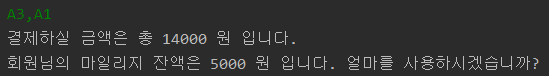 A3,A1
결제하실 금액은 총 14000 원 입니다.
회원님의 마일리지 잔액은 5000 원 입니다. 얼마를 사용하시겠습니까?